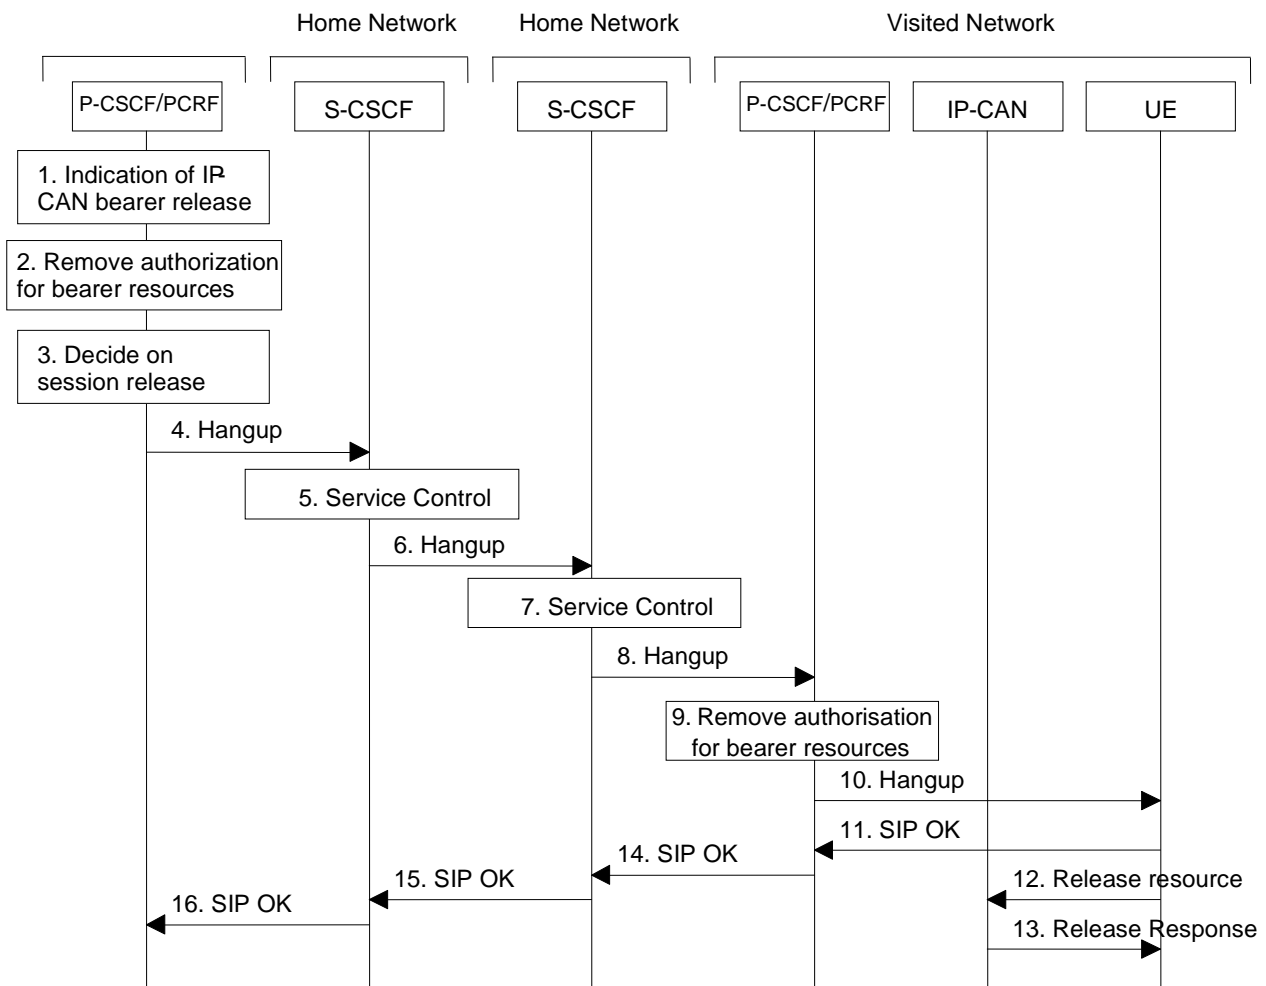 Home Network
Home Network
Visited Network
P-CSCF/PCRF
S-CSCF
S-CSCF
P-CSCF/PCRF
IP-CAN
UE
1. Indication of IP-
CAN bearer release
2. Remove authorization
for bearer resources
3. Decide on
session release
4. Hangup
5. Service Control
6. Hangup
7. Service Control
8. Hangup
9. Remove authorisation
for bearer resources
10. Hangup
11. SIP OK
14. SIP OK
15. SIP OK
12. Release resource
16. SIP OK
13. Release Response